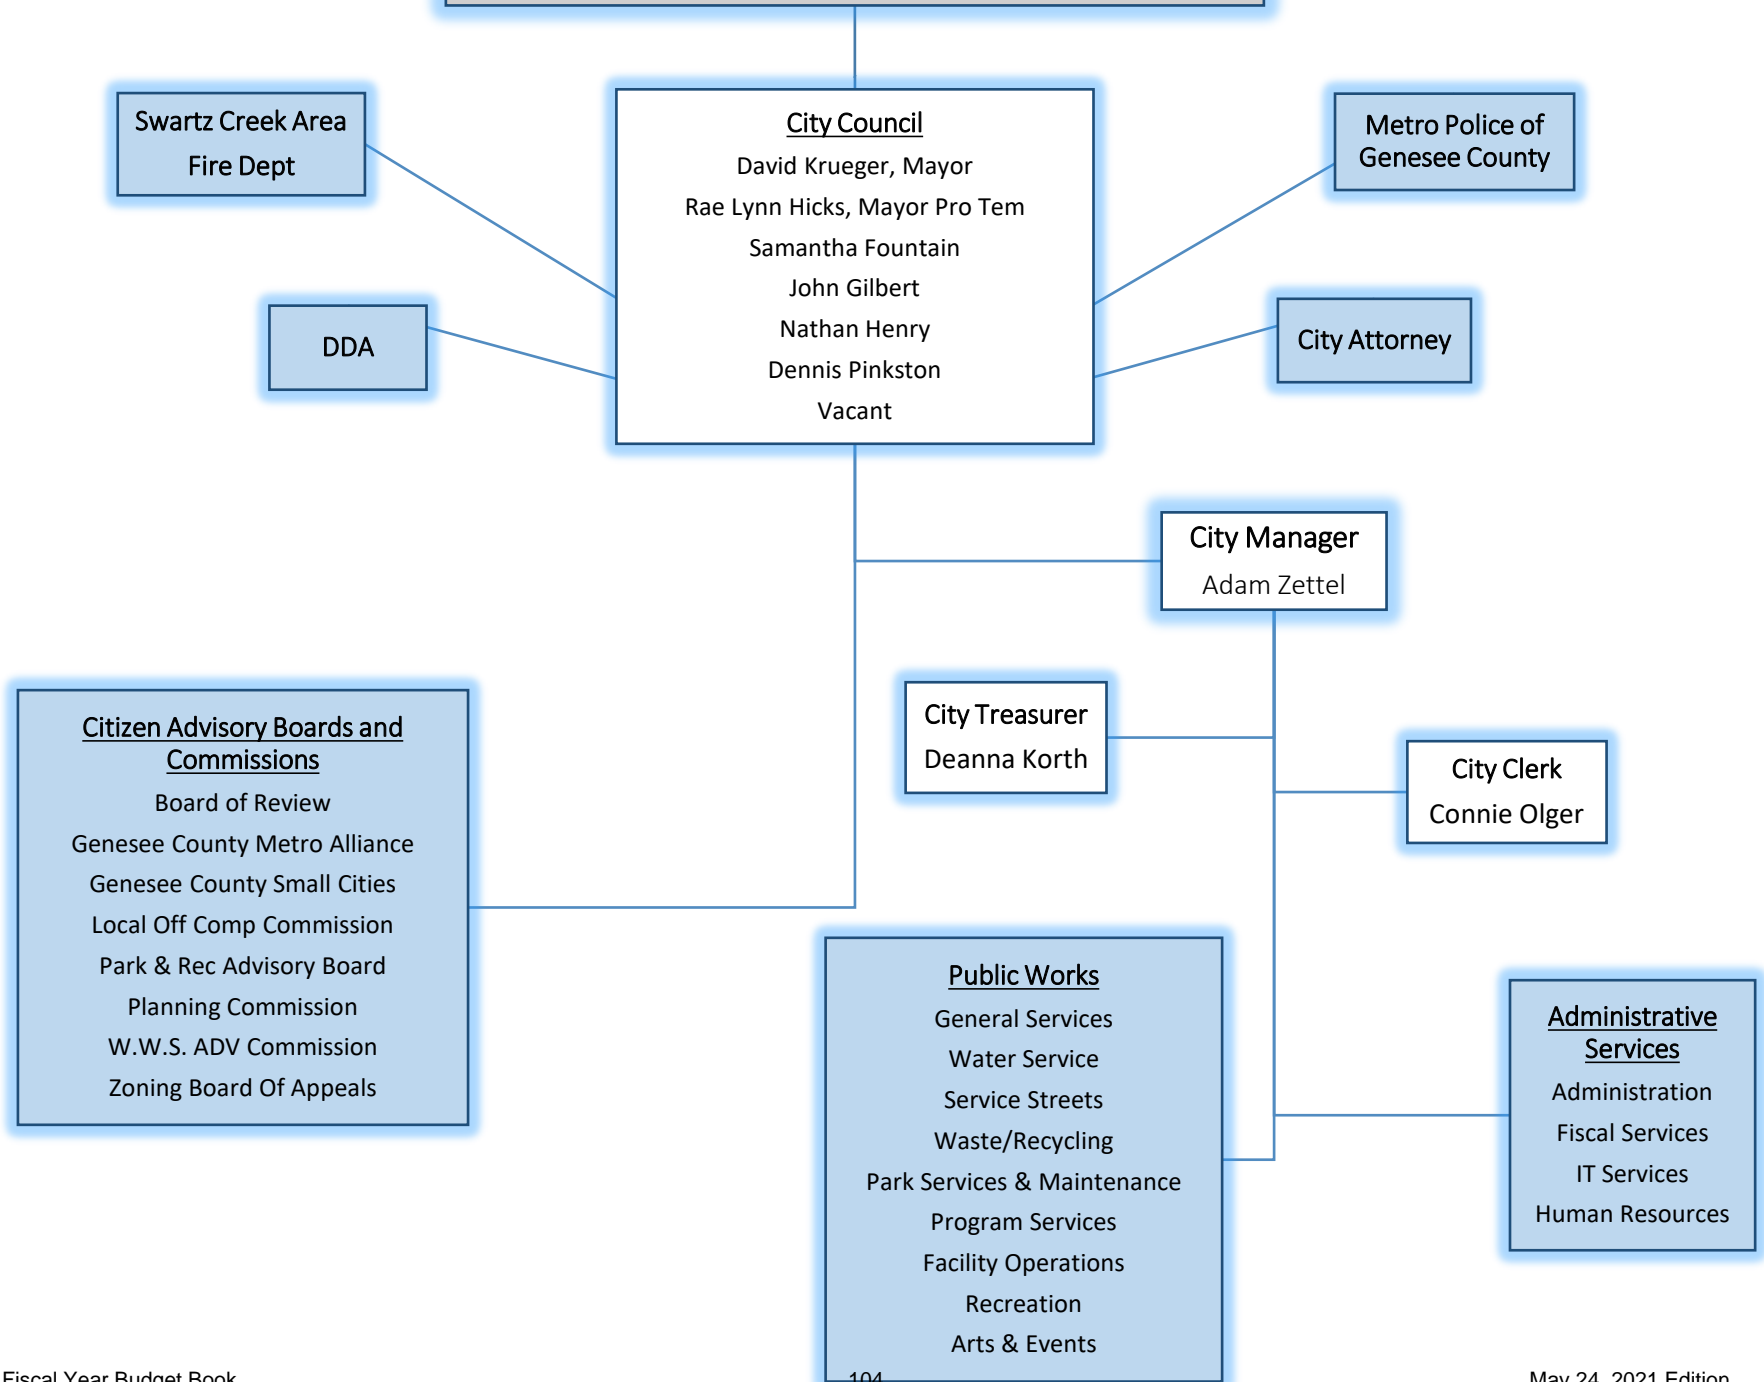 Swartz Creek Area
Fire Dept
City Council
David Krueger, Mayor
Rae Lynn Hicks, Mayor Pro Tem
Samantha Fountain
John Gilbert
Nathan Henry
Dennis Pinkston
Vacant
Metro Police of
Genesee County
DDA
City Attorney
City Manager
Adam Zettel
City Treasurer
Deanna Korth
City Clerk
Connie Olger
Citizen Advisory Boards and
Commissions
Board of Review
Genesee County Metro Alliance
Genesee County Small Cities
Local Off Comp Commission
Park & Rec Advisory Board
Planning Commission
W.W.S. ADV Commission
Zoning Board Of Appeals
Public Works
General Services
Water Service
Service Streets
Waste/Recycling
Park Services & Maintenance
Program Services
Facility Operations
Recreation
Arts & Events
Administrative
Services
Administration
Fiscal Services
IT Services
Human Resources
Fiscal Year Budget Book
104
May 24, 2021 Edition